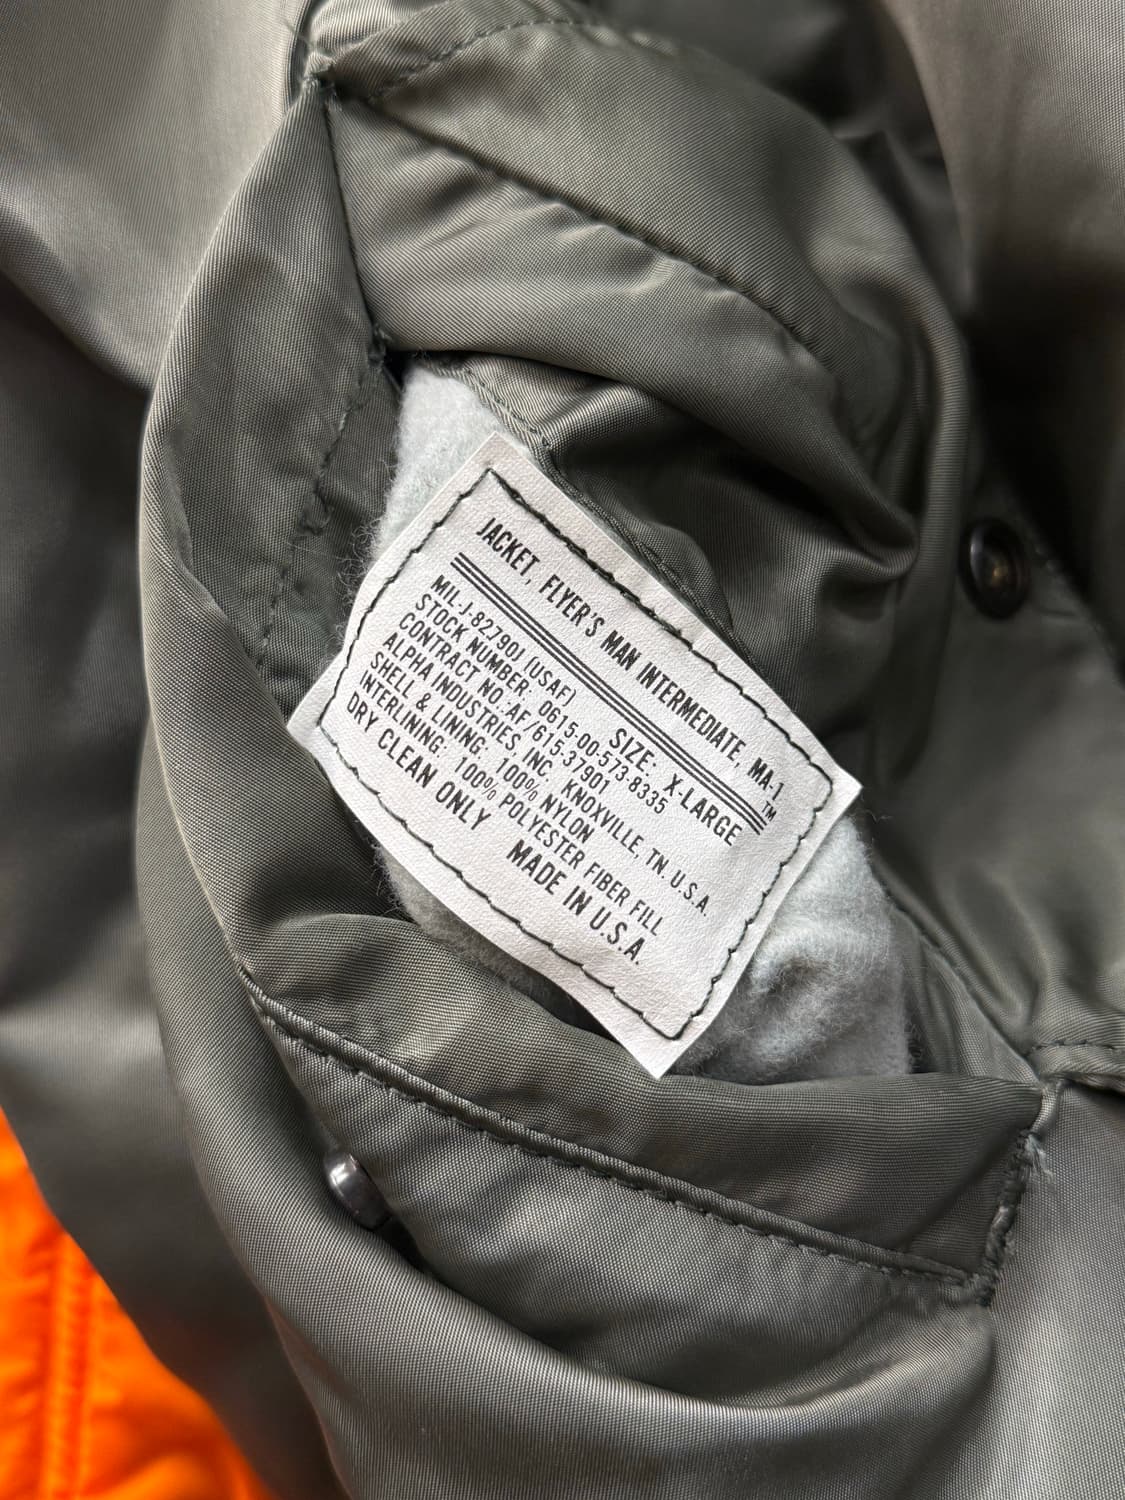 JACKET, FLYER'S MAN INTERMEDIATE, MA-1
TM
MIL-J-82790J (USAF) SIZE: X-LARGE
STOCK NUMBER: 0615-00-573-8335
CONTRACT NO.:AF/615-37901
ALPHA INDUSTRIES, INC. KNOXVILLE, TN. U.S.A.
SHELL & LINING: 100% NYLON
INTERLINING: 100% POLYESTER FIBER FILL
DRY CLEAN ONLY MADE IN U.S.A.